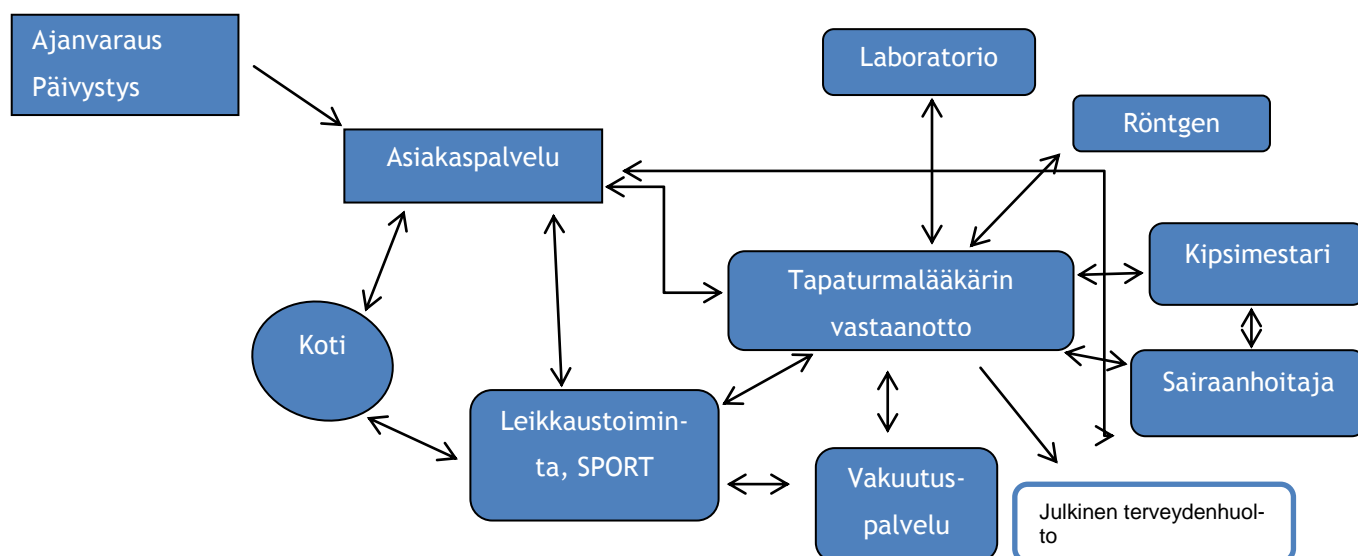 Ajanvaraus
Päivystys
Laboratorio
Röntgen
Asiakaspalvelu
Kipsimestari
Tapaturmalääkärin
vastaanotto
Koti
Sairaanhoitaja
Leikkaustoimin-
ta, SPORT
Vakuutus-
palvelu
Julkinen terveydenhuol-
to